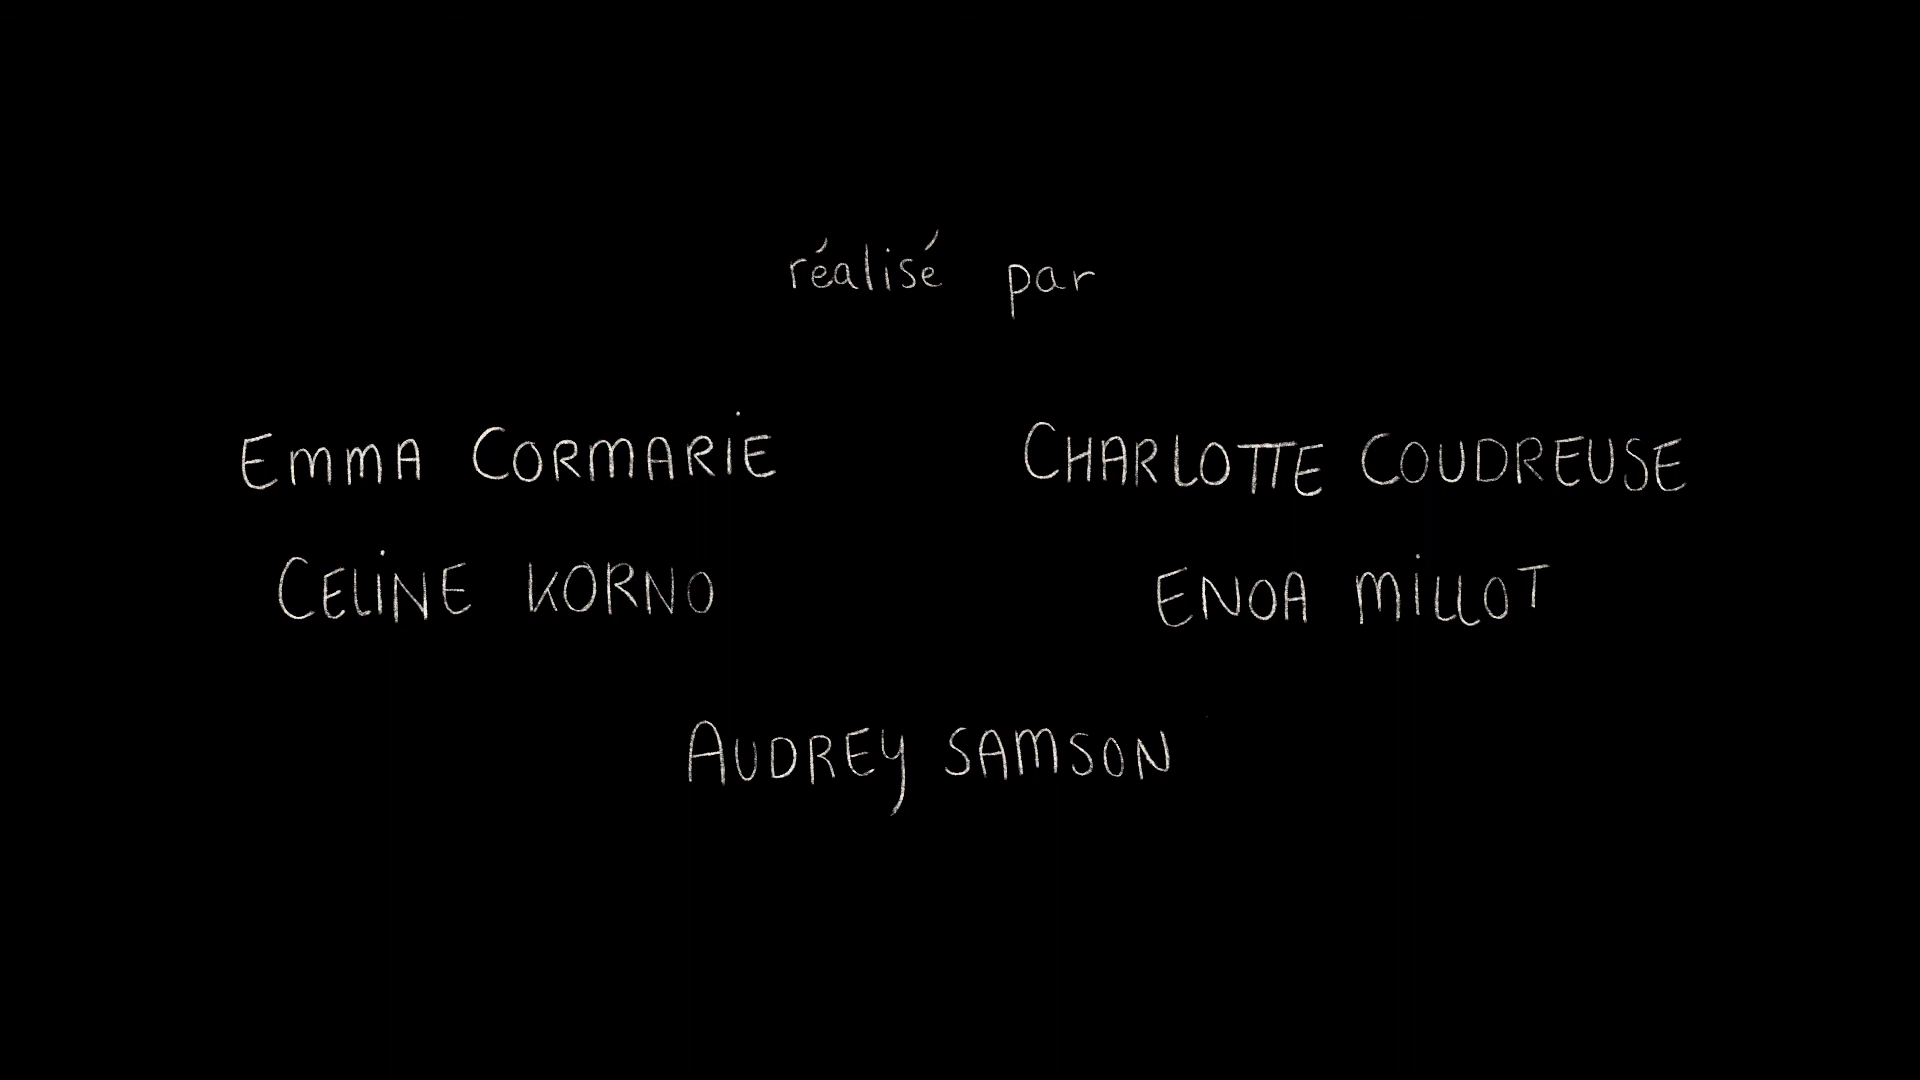 réalisé par
EMMA CORMARIE
CHARLOTTE COUDREUSE
CELINE KORNO
ENOA MILLOT
AUDREY SAMSON